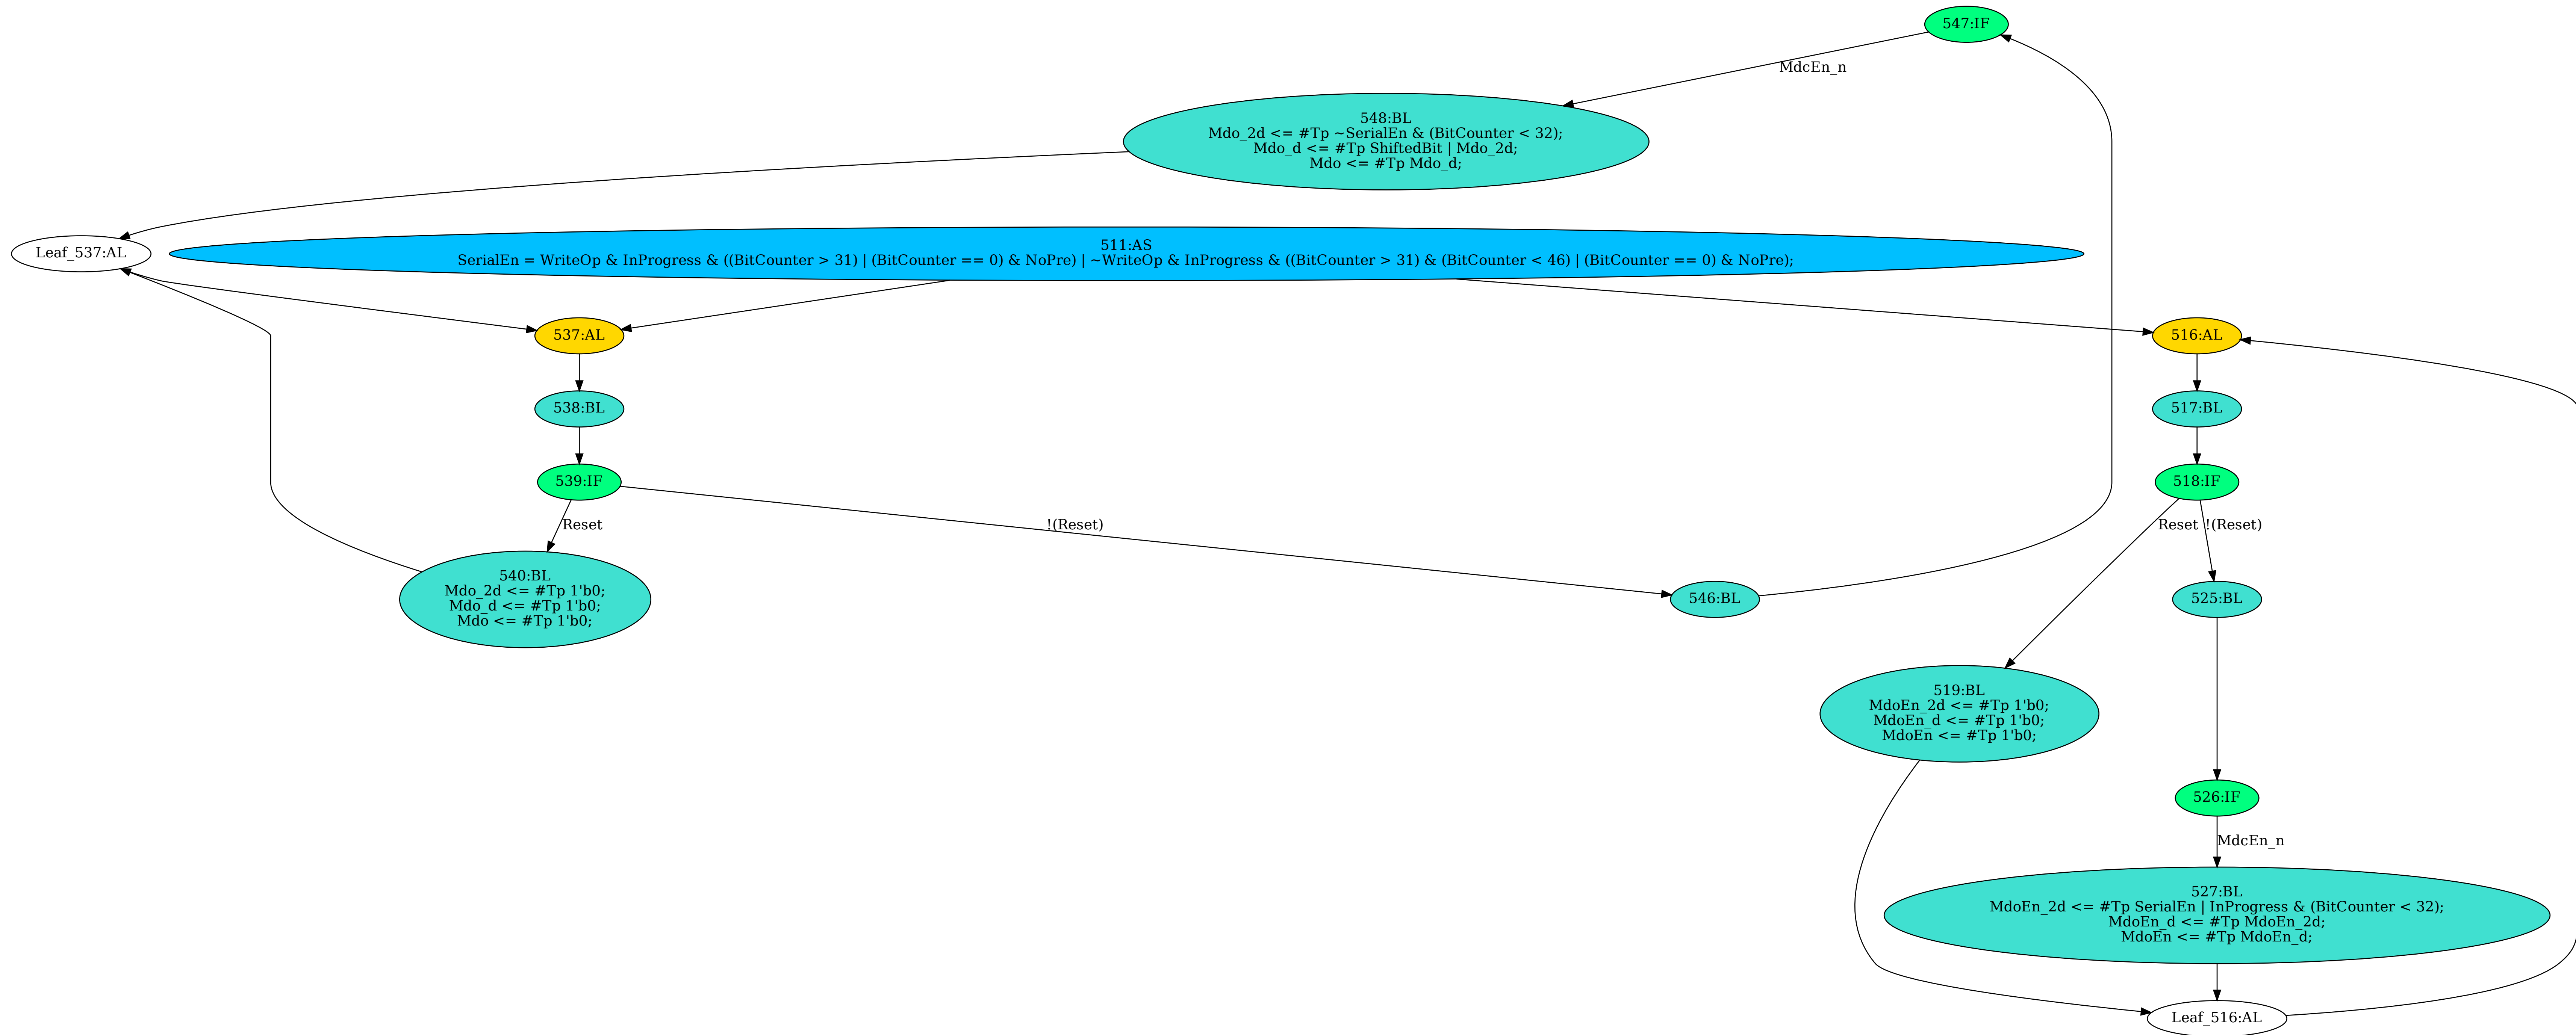 547:IF
MdcEn_n
548:BL
Mdo_2d <= #Tp ~SerialEn & (BitCounter < 32);
Mdo_d <= #Tp ShiftedBit | Mdo_2d;
Mdo <= #Tp Mdo_d;
Leaf_537:AL
511:AS
SerialEn = WriteOp & InProgress & ((BitCounter > 31) | (BitCounter == 0) & NoPre) | ~WriteOp & InProgress & ((BitCounter > 31) & (BitCounter < 46) | (BitCounter == 0) & NoPre);
537:AL
516:AL
538:BL
517:BL
539:IF
518:IF
Reset
!(Reset)
Reset
!(Reset)
540:BL
Mdo_2d <= #Tp 1'b0;
Mdo_d <= #Tp 1'b0;
Mdo <= #Tp 1'b0;
546:BL
525:BL
519:BL
MdoEn_2d <= #Tp 1'b0;
MdoEn_d <= #Tp 1'b0;
MdoEn <= #Tp 1'b0;
526:IF
MdcEn_n
527:BL
MdoEn_2d <= #Tp SerialEn | InProgress & (BitCounter < 32);
MdoEn_d <= #Tp MdoEn_2d;
MdoEn <= #Tp MdoEn_d;
Leaf_516:AL